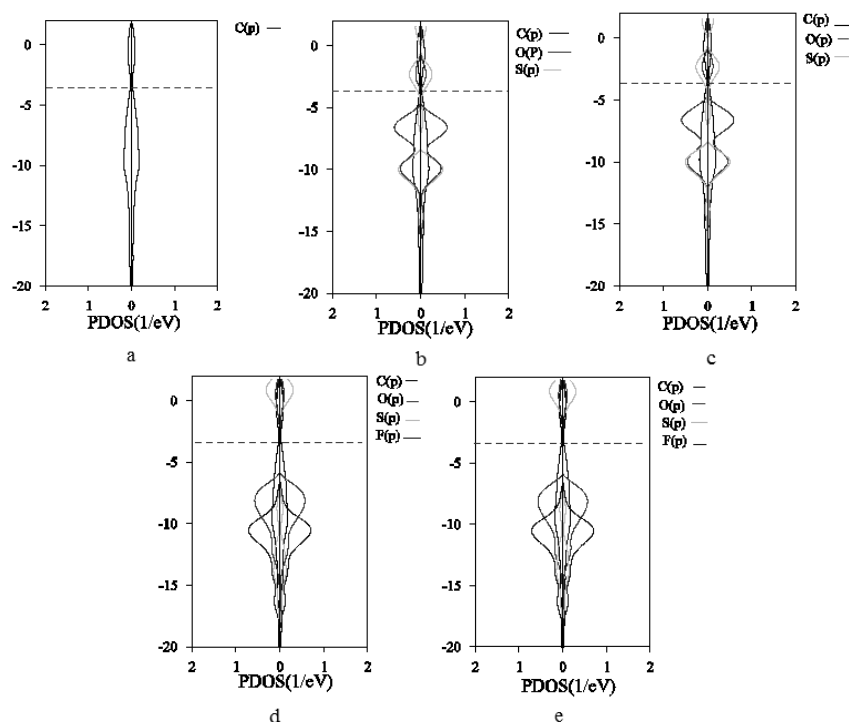 C(p)
0
-5
-10
-15
-20
2 1 0 1 2
PDOS(1/eV)
a
C(p)
O(P)
S(p)
0
-5
-10
-15
-20
2 1 0 1 2
PDOS(1/eV)
b
C(p)
O(p)
S(p)
0
-5
-10
-15
-20
2 1 0 1 2
PDOS(1/eV)
c
C(p)
O(p)
S(p)
F(p)
0
-5
-10
-15
-20
2 1 0 1 2
PDOS(1/eV)
d
C(p)
O(p)
S(p)
F(p)
0
-5
-10
-15
-20
2 1 0 1 2
PDOS(1/eV)
e